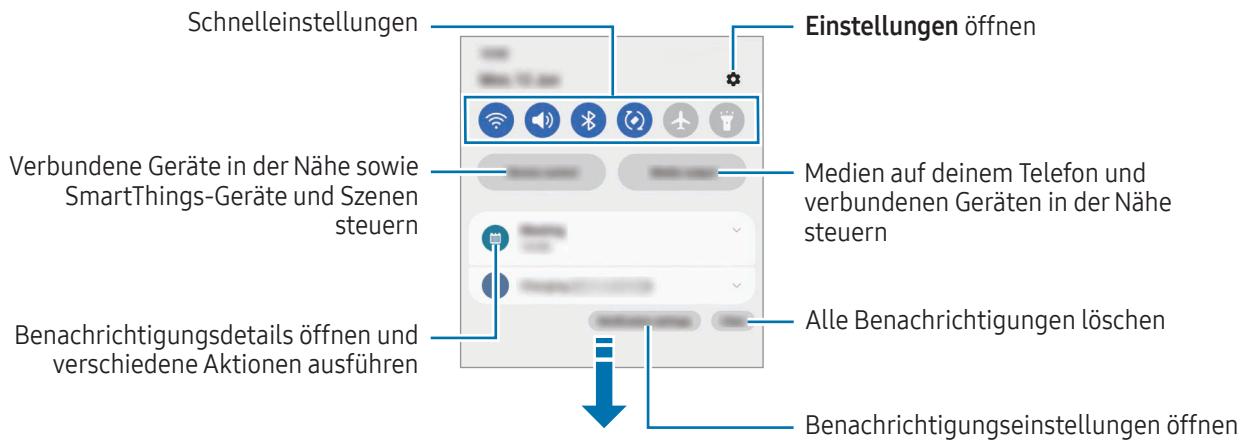 Schnelleinstellungen
Einstellungen öffnen
Verbundene Geräte in der Nähe sowie
SmartThings-Geräte und Szenen
steuern
Medien auf deinem Telefon und
verbundenen Geräten in der Nähe
steuern
Benachrichtigungsdetails öffnen und
verschiedene Aktionen ausführen
Alle Benachrichtigungen löschen
Benachrichtigungseinstellungen öffnen